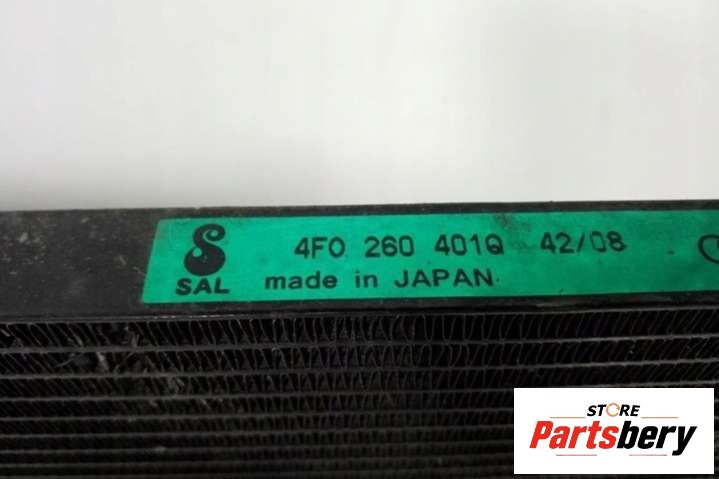 4F0 260 401Q 42/08
SAL made in JAPAN
STORE
Partsbery